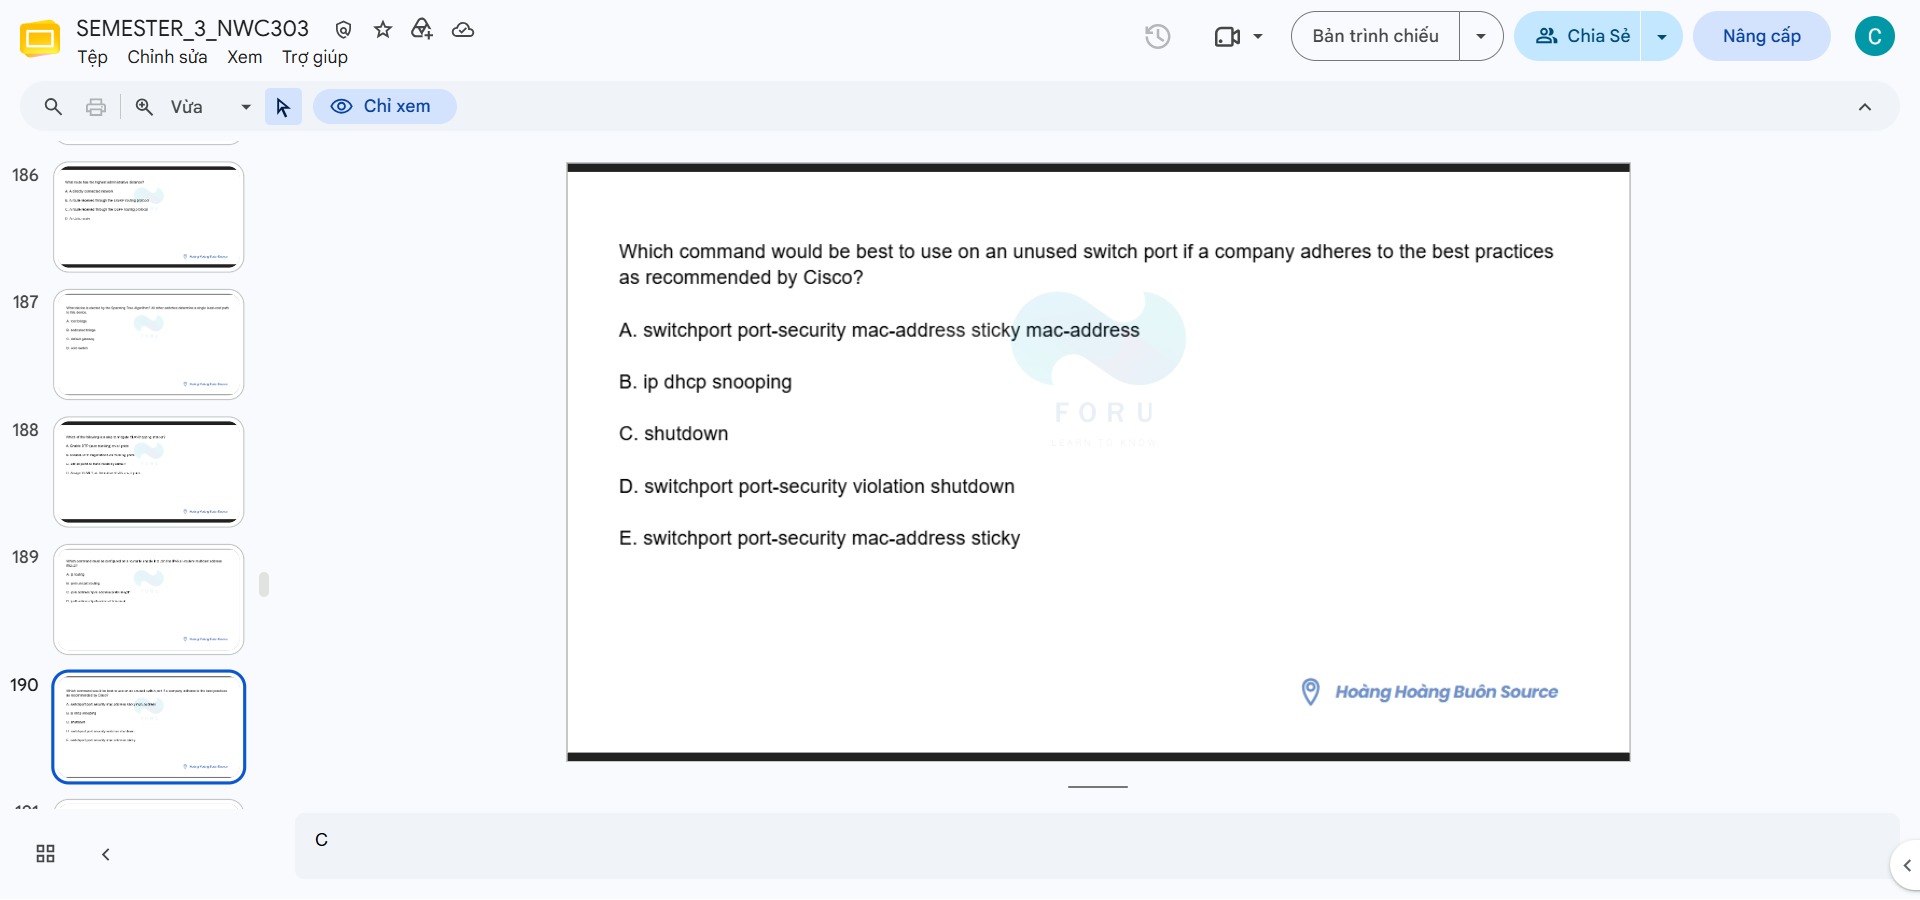 SEMESTER_3_NWC303
Tệp Chỉnh sửa Xem Trợ giúp
Bản trình chiếu
Chia Sẻ
Nâng cấp
C
Vừa
Chỉ xem
186
187
188
189
190
Which command would be best to use on an unused switch port if a company adheres to the best practices
as recommended by Cisco?
A. switchport port-security mac-address sticky mac-address
B. ip dhcp snooping
C. shutdown
D. switchport port-security violation shutdown
E. switchport port-security mac-address sticky
FORU
LEARN TO KNOW
Hoàng Hoàng Buôn Source
C